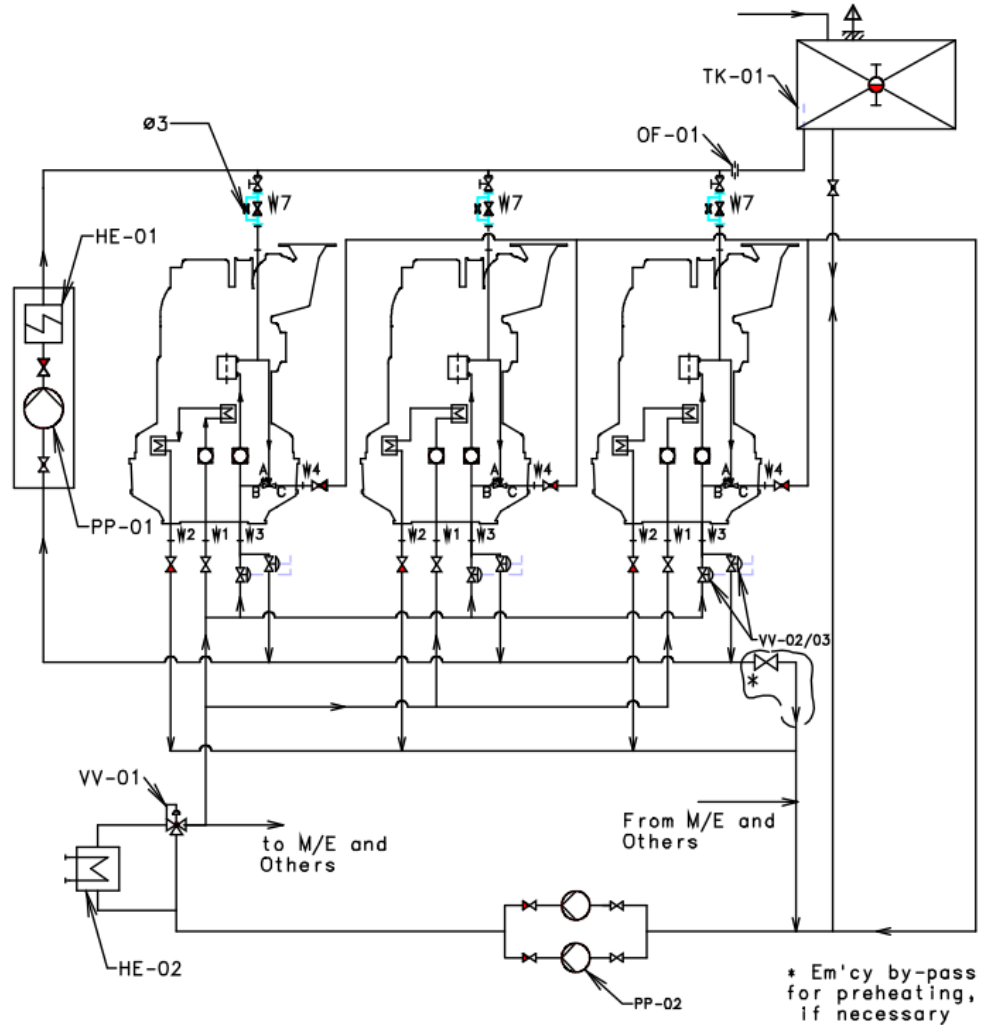 TK-01
OF-01
ø3
W7
W7
W7
HE-01
PP-01
A
B
C
W4
A
B
C
W4
A
B
C
W4
W2
W1
W3
W2
W1
W3
W2
W1
W3
VV-02/03
*
VV-01
to M/E and
Others
From M/E and
Others
HE-02
PP-02
* Em'cy by-pass
for preheating,
if necessary